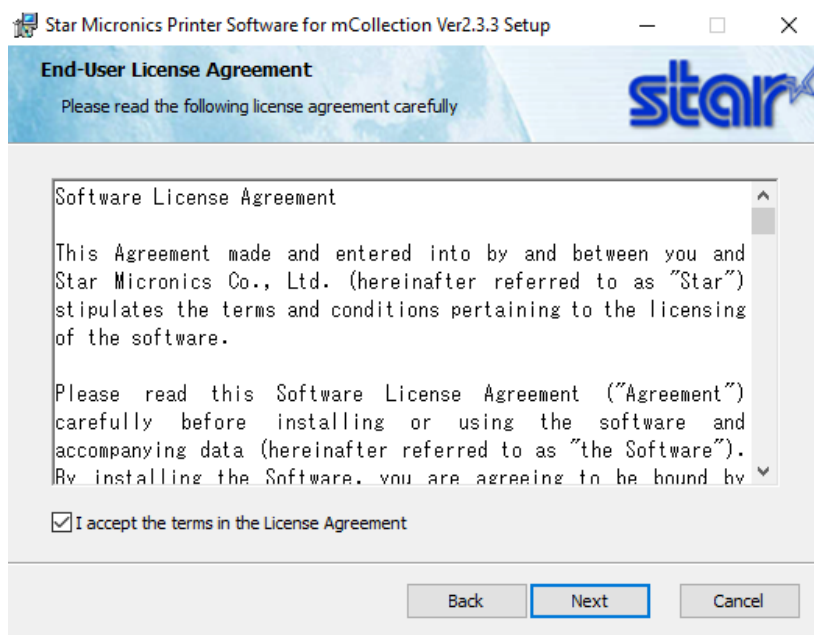 Star Micronics Printer Software for mCollection Ver2.3.3 Setup
End-User License Agreement
Please read the following license agreement carefully
star
Software License Agreement
This Agreement made and entered into by and between you and
Star Micronics Co., Ltd. (hereinafter referred to as "Star")
stipulates the terms and conditions pertaining to the licensing
of the software.
Please read this Software License Agreement ("Agreement")
carefully before installing or using the software and
accompanying data (hereinafter referred to as "the Software").
By installing the Software, you are agreeing to be bound by
I accept the terms in the License Agreement
Back
Next
Cancel